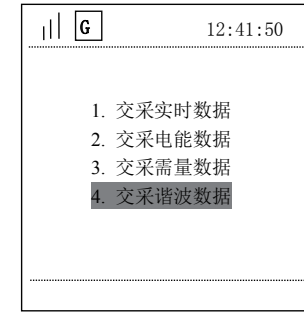 G 12:41:50
1. 交采实时数据
2. 交采电能数据
3. 交采需量数据
4. 交采谐波数据